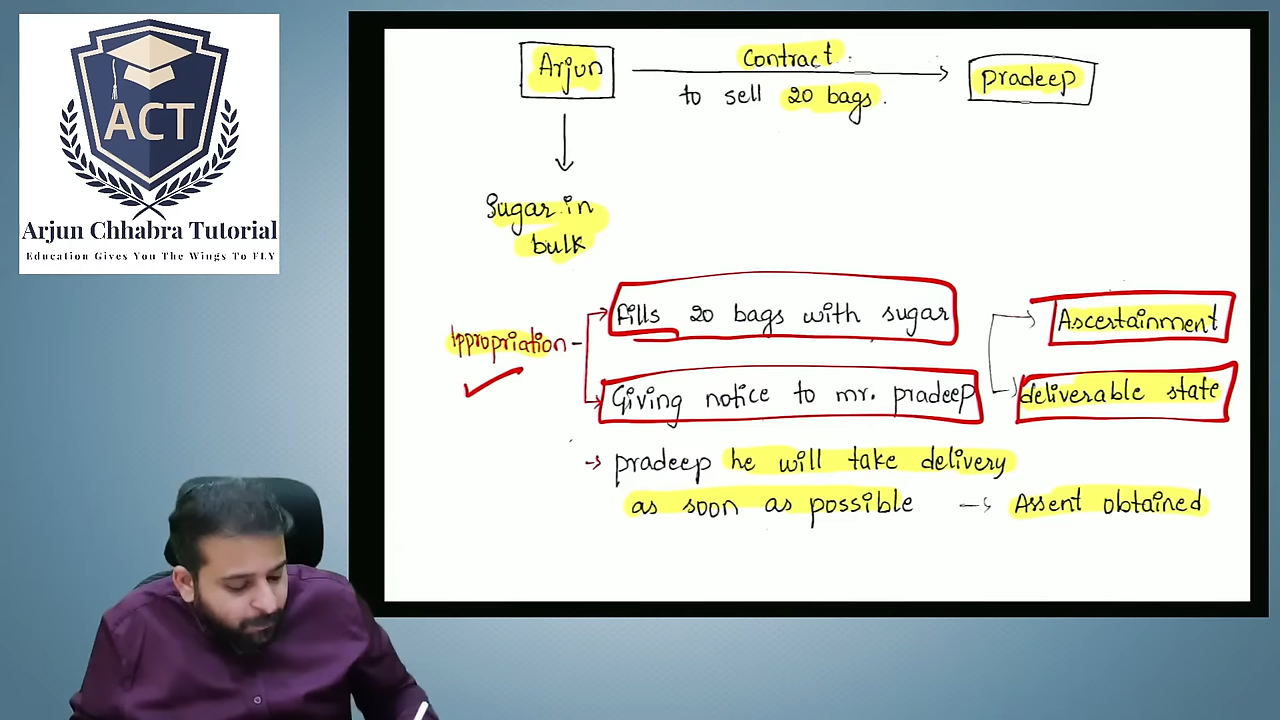 ACT
Arjun Chhabra Tutorial
Education Gives You The Wings To FLY
Arjun
Contract
to sell 20 bags.
pradeep
Sugar in
bulk
Appropriation
Fills 20 bags with sugar
Giving notice to mr. pradeep
Ascertainment
deliverable state
→ pradeep he will take delivery
as soon as possible → Assent obtained